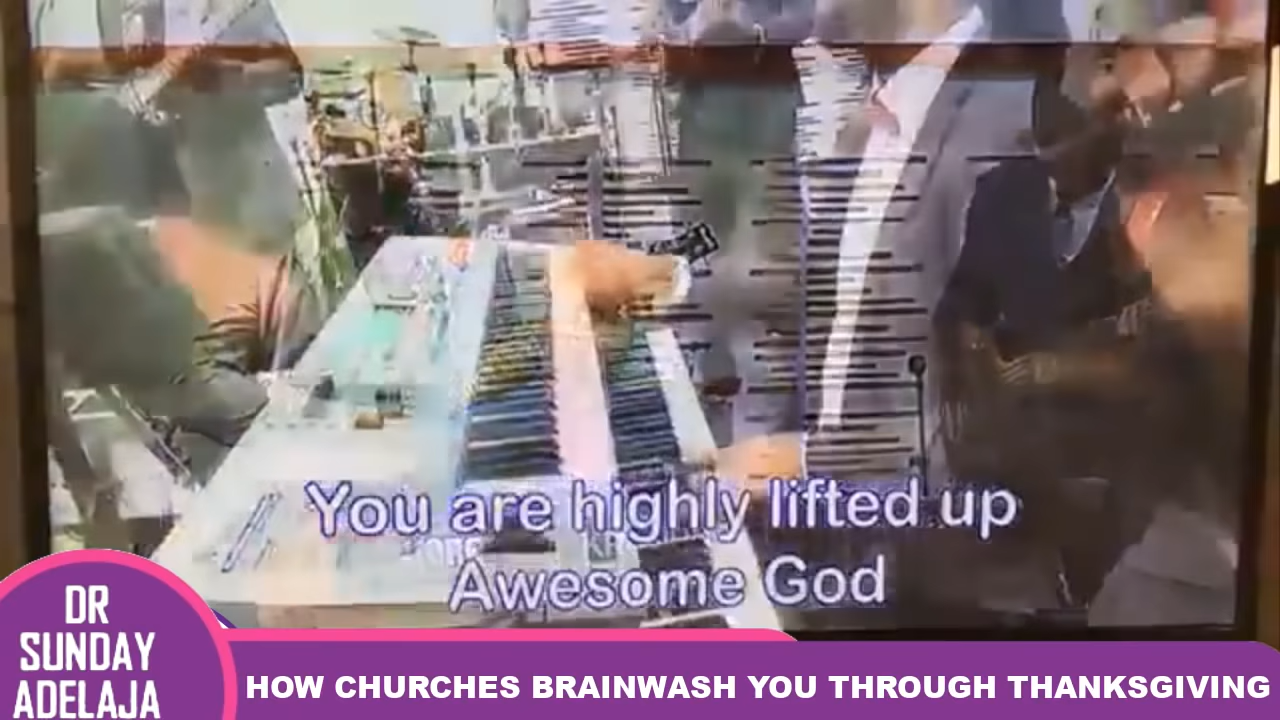 You are highly lifted up
Awesome God
DR
SUNDAY
ADELAJA
HOW CHURCHES BRAINWASH YOU THROUGH THANKSGIVING